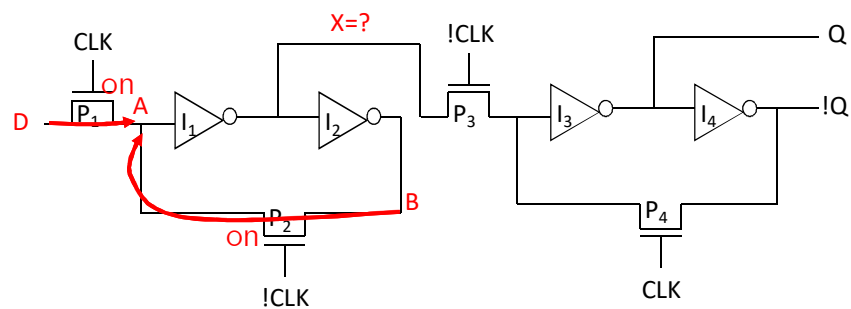 X=?
!CLK
Q
CLK
on
A
D
P1
I1
I2
P3
I3
I4
!Q
B
P2
on
P4
!CLK
CLK